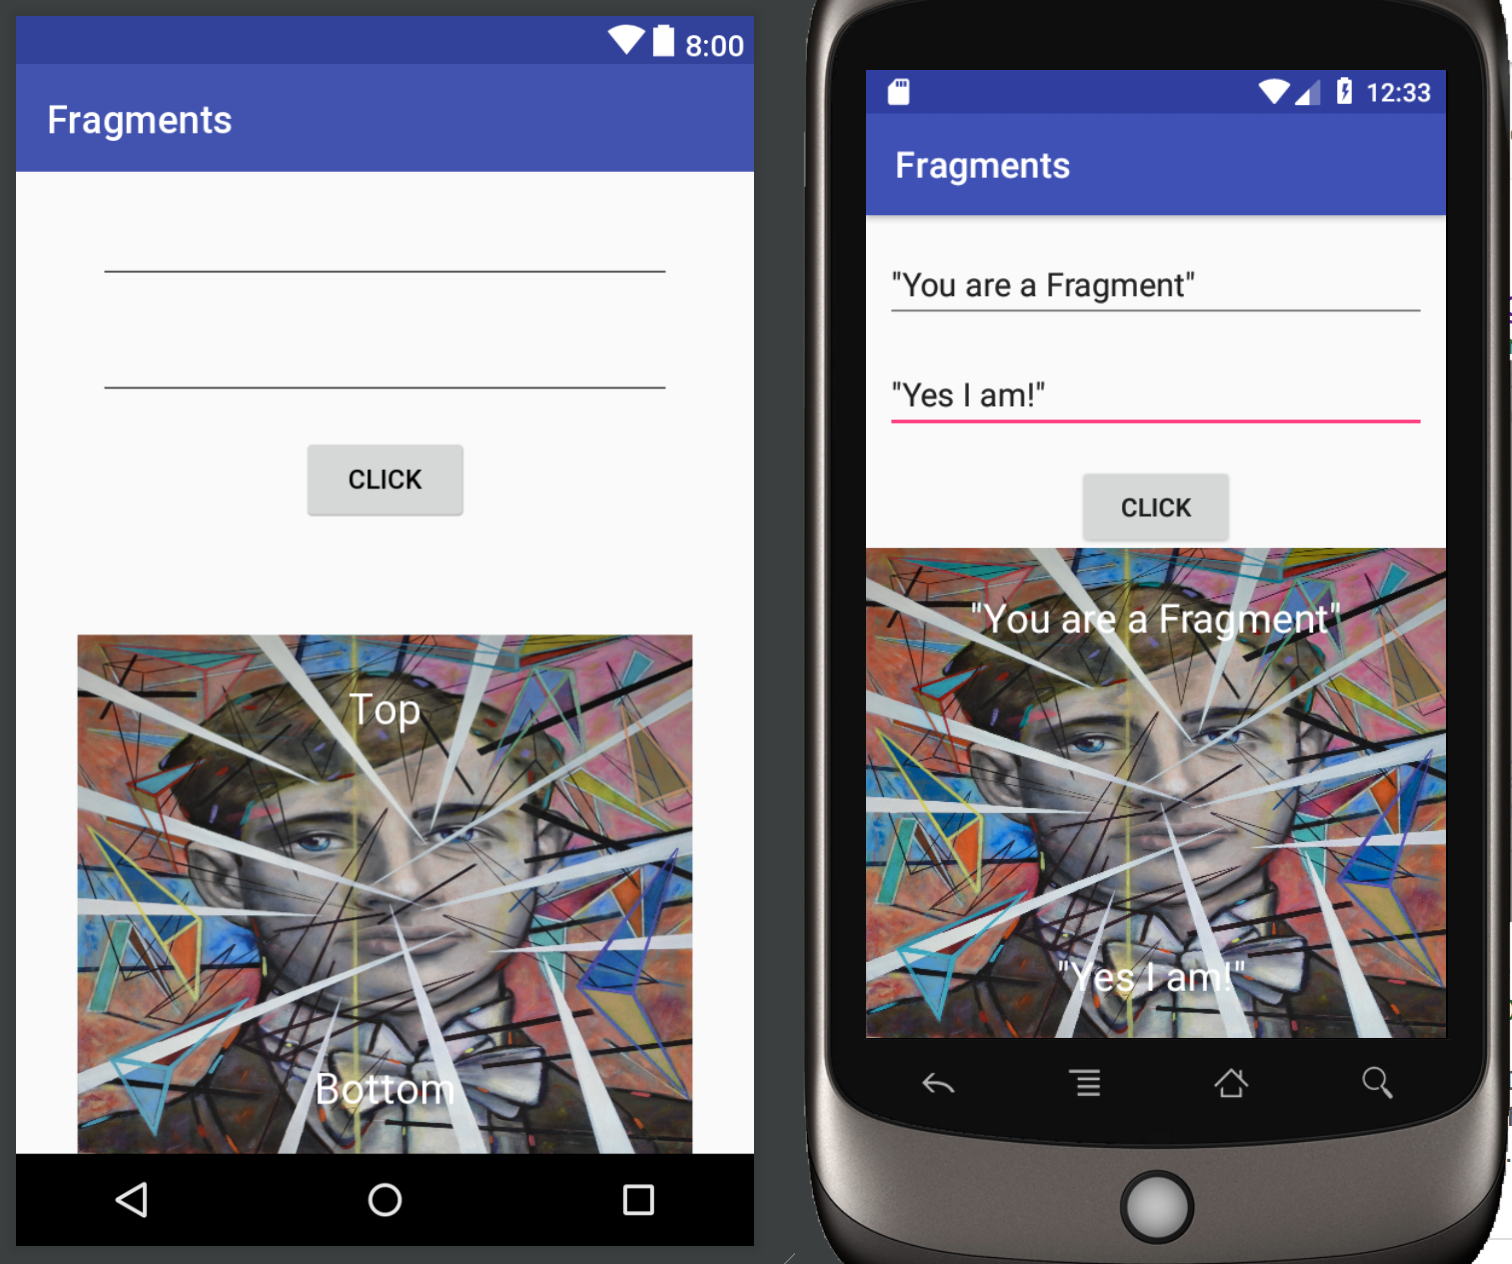 8:00
Fragments
CLICK
Top
Bottom
12:33
Fragments
"You are a Fragment"
"Yes I am!"
CLICK
"You are a Fragment"
"Yes I am!"